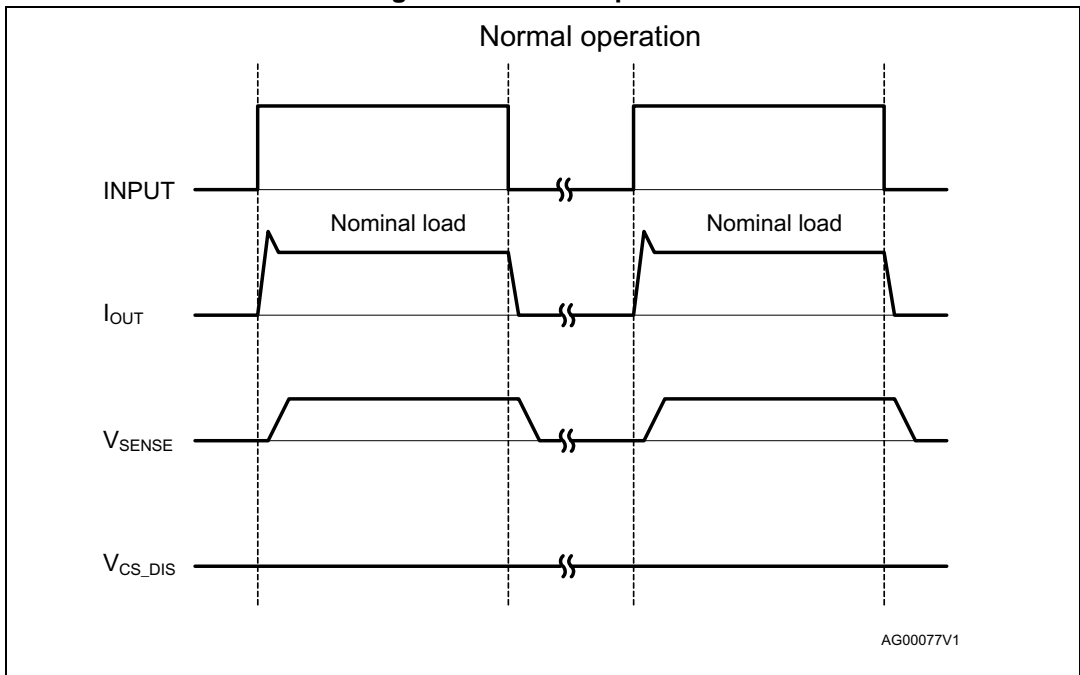 Normal operation
INPUT
Nominal load Nominal load
IOUT
VSENSE
VCS_DIS
AG00077V1